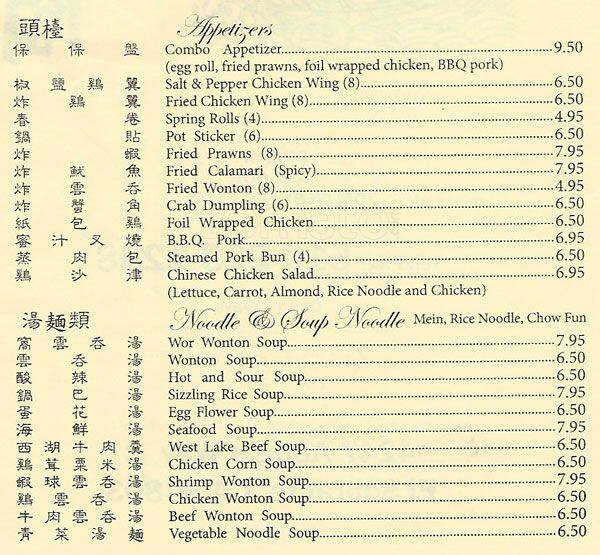 頭檯 Appetizers
保保盤 Combo Appetizer 9.50
(egg roll, fried prawns, foil wrapped chicken, BBQ pork)
椒鹽鷄翼 Salt & Pepper Chicken Wing (8) 6.50
炸鷄翼 Fried Chicken Wing (8) 6.50
春卷 Spring Rolls (4) 4.95
鍋貼 Pot Sticker (6) 6.50
炸蝦 Fried Prawns (8) 7.95
炸魷魚 Fried Calamari (Spicy) 7.95
炸雲吞 Fried Wonton (8) 4.95
炸蟹角 Crab Dumpling (6) 6.50
紙包鷄 Foil Wrapped Chicken 6.50
蜜汁叉燒 B.B.Q. Pork 6.95
蒸肉包 Steamed Pork Bun (4) 6.50
鷄沙津 Chinese Chicken Salad 6.95
(Lettuce, Carrot, Almond, Rice Noodle and Chicken)
湯麵類 Noodle & Soup Noodle Mein, Rice Noodle, Chow Fun
窩雲吞湯 Wor Wonton Soup 7.95
雲吞湯 Wonton Soup 6.50
酸辣湯 Hot and Sour Soup 6.50
鍋巴湯 Sizzling Rice Soup 7.95
蛋花湯 Egg Flower Soup 6.50
海鮮湯 Seafood Soup 7.95
西湖牛肉羹 West Lake Beef Soup 6.50
鷄茸粟米湯 Chicken Corn Soup 6.50
蝦球雲吞湯 Shrimp Wonton Soup 7.95
鷄雲吞湯 Chicken Wonton Soup 6.50
牛肉雲吞湯 Beef Wonton Soup 6.50
青菜湯麵 Vegetable Noodle Soup 6.50